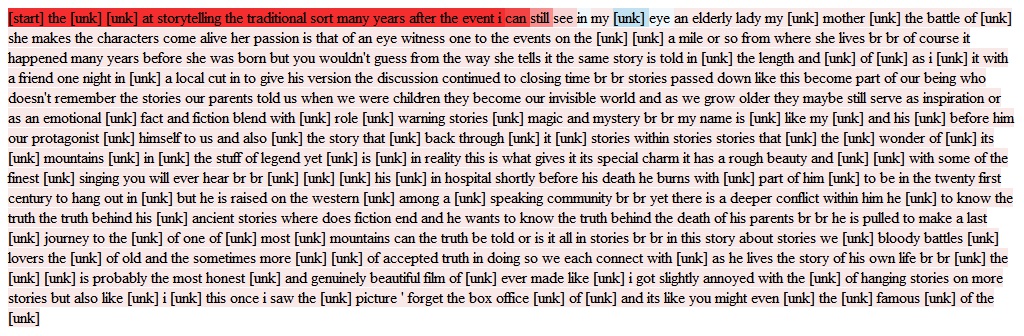 [start] the [unk] [unk] at storytelling the traditional sort many years after the event i can still see in my [unk] eye an elderly lady my [unk] mother [unk] the battle of [unk]
she makes the characters come alive her passion is that of an eye witness one to the events on the [unk] [unk] a mile or so from where she lives br br of course it
happened many years before she was born but you wouldn't guess from the way she tells it the same story is told in [unk] the length and [unk] of [unk] as i [unk] it with
a friend one night in [unk] a local cut in to give his version the discussion continued to closing time br br stories passed down like this become part of our being who
doesn't remember the stories our parents told us when we were children they become our invisible world and as we grow older they maybe still serve as inspiration or
as an emotional [unk] fact and fiction blend with [unk] role [unk] warning stories [unk] magic and mystery br br my name is [unk] like my [unk] and his [unk] before him
our protagonist [unk] himself to us and also [unk] the story that [unk] back through [unk] it [unk] stories within stories stories that [unk] the [unk] wonder of [unk] its
[unk] mountains [unk] in [unk] the stuff of legend yet [unk] is [unk] in reality this is what gives it its special charm it has a rough beauty and [unk] [unk] with some of the
finest [unk] singing you will ever hear br br [unk] [unk] [unk] his [unk] in hospital shortly before his death he burns with [unk] part of him [unk] to be in the twenty first
century to hang out in [unk] but he is raised on the western [unk] among a [unk] speaking community br br yet there is a deeper conflict within him he [unk] to know the
truth the truth behind his [unk] ancient stories where does fiction end and he wants to know the truth behind the death of his parents br br he is pulled to make a last
[unk] journey to the [unk] of one of [unk] most [unk] mountains can the truth be told or is it all in stories br br in this story about stories we [unk] bloody battles [unk]
lovers the [unk] of old and the sometimes more [unk] [unk] of accepted truth in doing so we each connect with [unk] as he lives the story of his own life br br [unk] the
[unk] [unk] is probably the most honest [unk] and genuinely beautiful film of [unk] ever made like [unk] i got slightly annoyed with the [unk] of hanging stories on more
stories but also like [unk] i [unk] this once i saw the [unk] picture ' forget the box office [unk] of [unk] and its like you might even [unk] the [unk] famous [unk] of the
[unk]